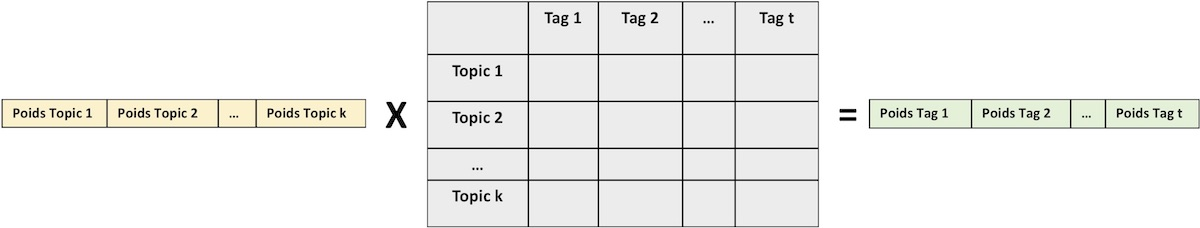 Poids Topic 1 Poids Topic 2 ... Poids Topic k
X
Tag 1 Tag 2 ... Tag t
Topic 1
Topic 2
...
Topic k
=
Poids Tag 1 Poids Tag 2 ... Poids Tag t